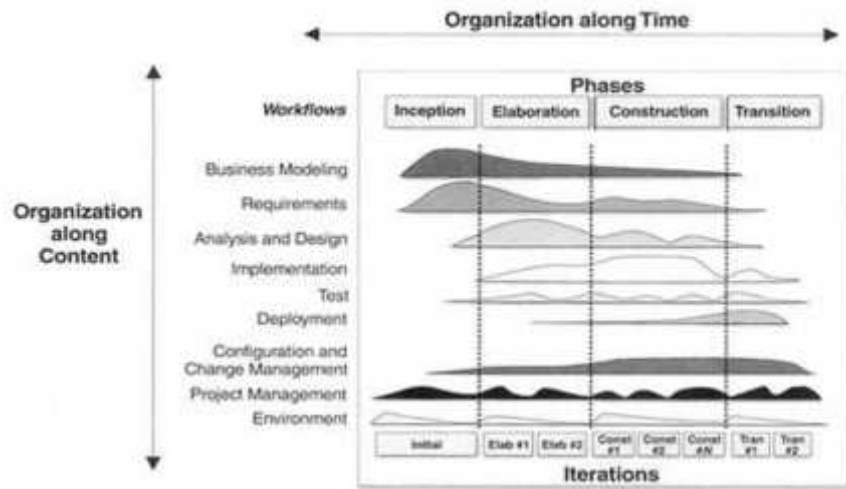 Organization along Time
Phases
Workflows
Inception
Elaboration
Construction
Transition
Business Modeling
Requirements
Analysis and Design
Implementation
Test
Deployment
Configuration and
Change Management
Project Management
Environment
Organization
along
Content
Initial
Elab #1
Elab #2
Const
#1
Const
#2
Const
#N
Tran
#1
Tran
#2
Iterations